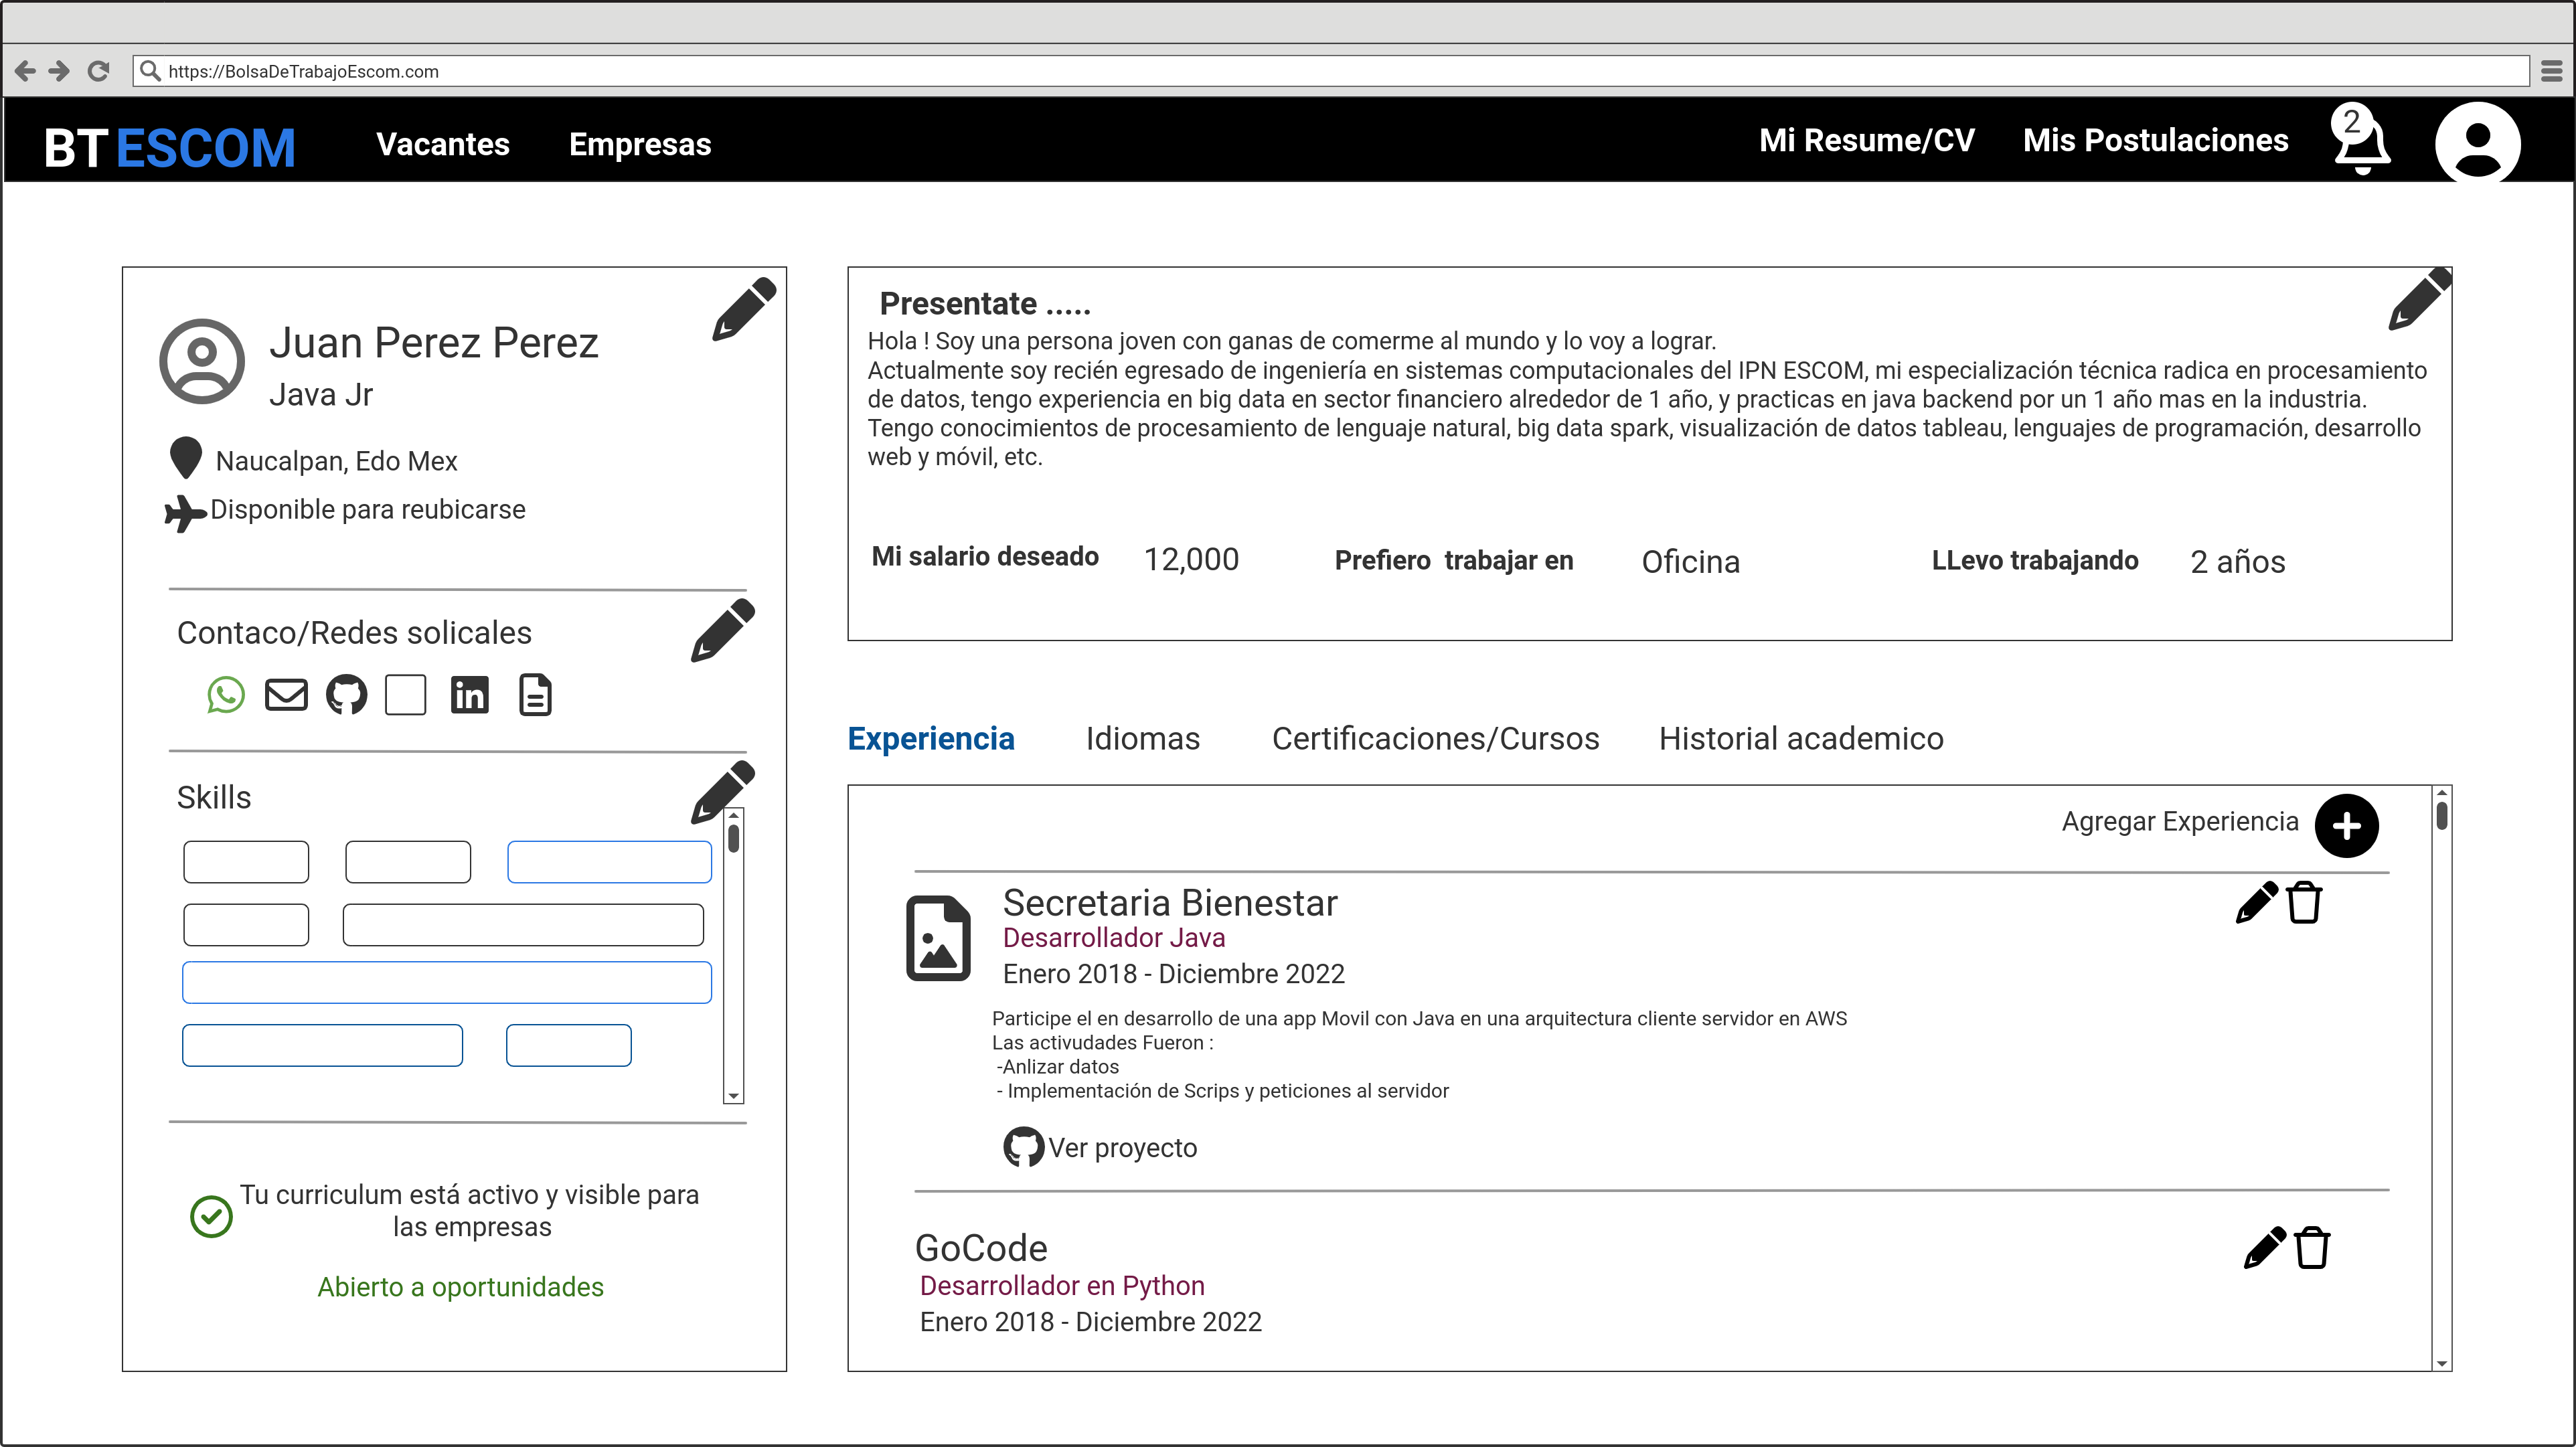 https://BolsaDeTrabajoEscom.com
BT ESCOM
Vacantes
Empresas
Mi Resume/CV
Mis Postulaciones
2
Juan Perez Perez
Java Jr
Naucalpan, Edo Mex
Disponible para reubicarse
Contaco/Redes solicales
in
Skills
Tu curriculum está activo y visible para
las empresas
Abierto a oportunidades
Presentate .....
Hola ! Soy una persona joven con ganas de comerme al mundo y lo voy a lograr.
Actualmente soy recién egresado de ingeniería en sistemas computacionales del IPN ESCOM, mi especialización técnica radica en procesamiento
de datos, tengo experiencia en big data en sector financiero alrededor de 1 año, y practicas en java backend por un 1 año mas en la industria.
Tengo conocimientos de procesamiento de lenguaje natural, big data spark, visualización de datos tableau, lenguajes de programación, desarrollo
web y móvil, etc.
Mi salario deseado
12,000
Prefiero trabajar en
Oficina
LLevo trabajando
2 años
Experiencia
Idiomas
Certificaciones/Cursos
Historial academico
Agregar Experiencia
Secretaria Bienestar
Desarrollador Java
Enero 2018 - Diciembre 2022
Participe el en desarrollo de una app Movil con Java en una arquitectura cliente servidor en AWS
Las activudades Fueron :
-Anlizar datos
- Implementación de Scrips y peticiones al servidor
Ver proyecto
GoCode
Desarrollador en Python
Enero 2018 - Diciembre 2022